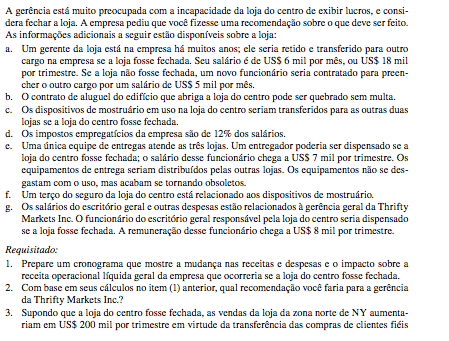 A gerência está muito preocupada com a incapacidade da loja do centro de exibir lucros, e consi-
dera fechar a loja. A empresa pediu que você fizesse uma recomendação sobre o que deve ser feito.
As informações adicionais a seguir estão disponíveis sobre a loja:
a. Um gerente da loja está na empresa há muitos anos; ele seria retido e transferido para outro
cargo na empresa se a loja fosse fechada. Seu salário é de US$ 6 mil por mês, ou US$ 18 mil
por trimestre. Se a loja não fosse fechada, um novo funcionário seria contratado para preen-
cher o outro cargo por um salário de US$ 5 mil por mês.
b. O contrato de aluguel do edifício que abriga a loja do centro pode ser quebrado sem multa.
c. Os dispositivos de mostruário em uso na loja do centro seriam transferidos para as outras duas
lojas se a loja do centro fosse fechada.
d. Os impostos empregatícios da empresa são de 12% dos salários.
e. Uma única equipe de entregas atende as três lojas. Um entregador poderia ser dispensado se a
loja do centro fosse fechada; o salário desse funcionário chega a US$ 7 mil por trimestre. Os
equipamentos de entrega seriam distribuídos pelas outras lojas. Os equipamentos não se des-
gastam com o uso, mas acabam se tornando obsoletos.
f. Um terço do seguro da loja do centro está relacionado aos dispositivos de mostruário.
g. Os salários do escritório geral e outras despesas estão relacionados à gerência geral da Thrifty
Markets Inc. O funcionário do escritório geral responsável pela loja do centro seria dispensado
se a loja fosse fechada. A remuneração desse funcionário chega a US$ 8 mil por trimestre.
Requisitado:
1. Prepare um cronograma que mostre a mudança nas receitas e despesas e o impacto sobre a
receita operacional líquida geral da empresa que ocorreria se a loja do centro fosse fechada.
2. Com base em seus cálculos no item (1) anterior, qual recomendação você faria para a gerência
da Thrifty Markets Inc.?
3. Supondo que a loja do centro fosse fechada, as vendas da loja da zona norte de NY aumenta-
riam em US$ 200 mil por trimestre em virtude da transferência das compras de clientes fiéis